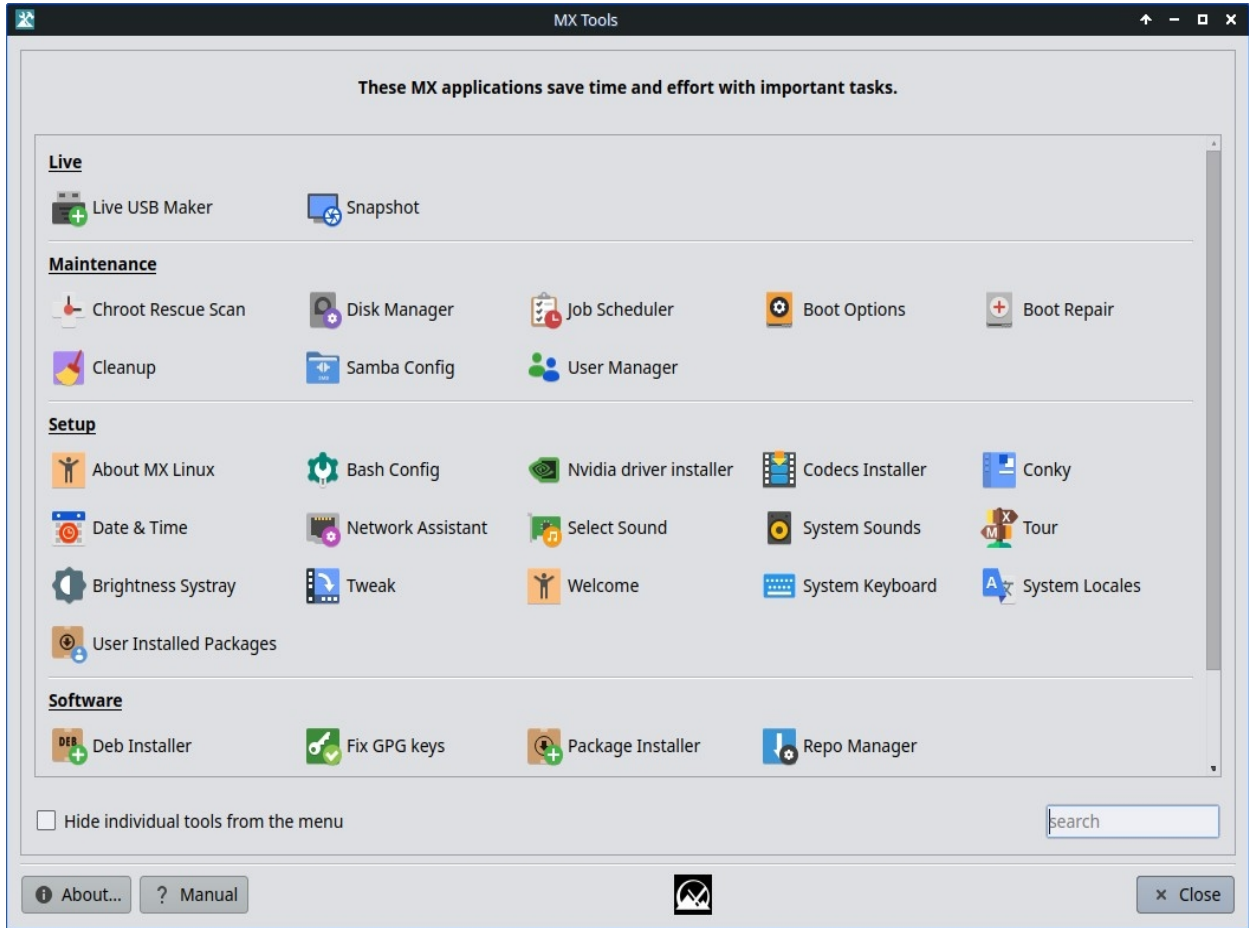 MX Tools
These MX applications save time and effort with important tasks.
Live
Live USB Maker Snapshot
Maintenance
Chroot Rescue Scan Disk Manager Job Scheduler Boot Options Boot Repair
Cleanup Samba Config User Manager
Setup
About MX Linux Bash Config Nvidia driver installer Codecs Installer Conky
Date & Time Network Assistant Select Sound System Sounds Tour
Brightness Systray Tweak Welcome System Keyboard System Locales
User Installed Packages
Software
DEB Deb Installer Fix GPG keys Package Installer Repo Manager
Hide individual tools from the menu search
About... ? Manual Close